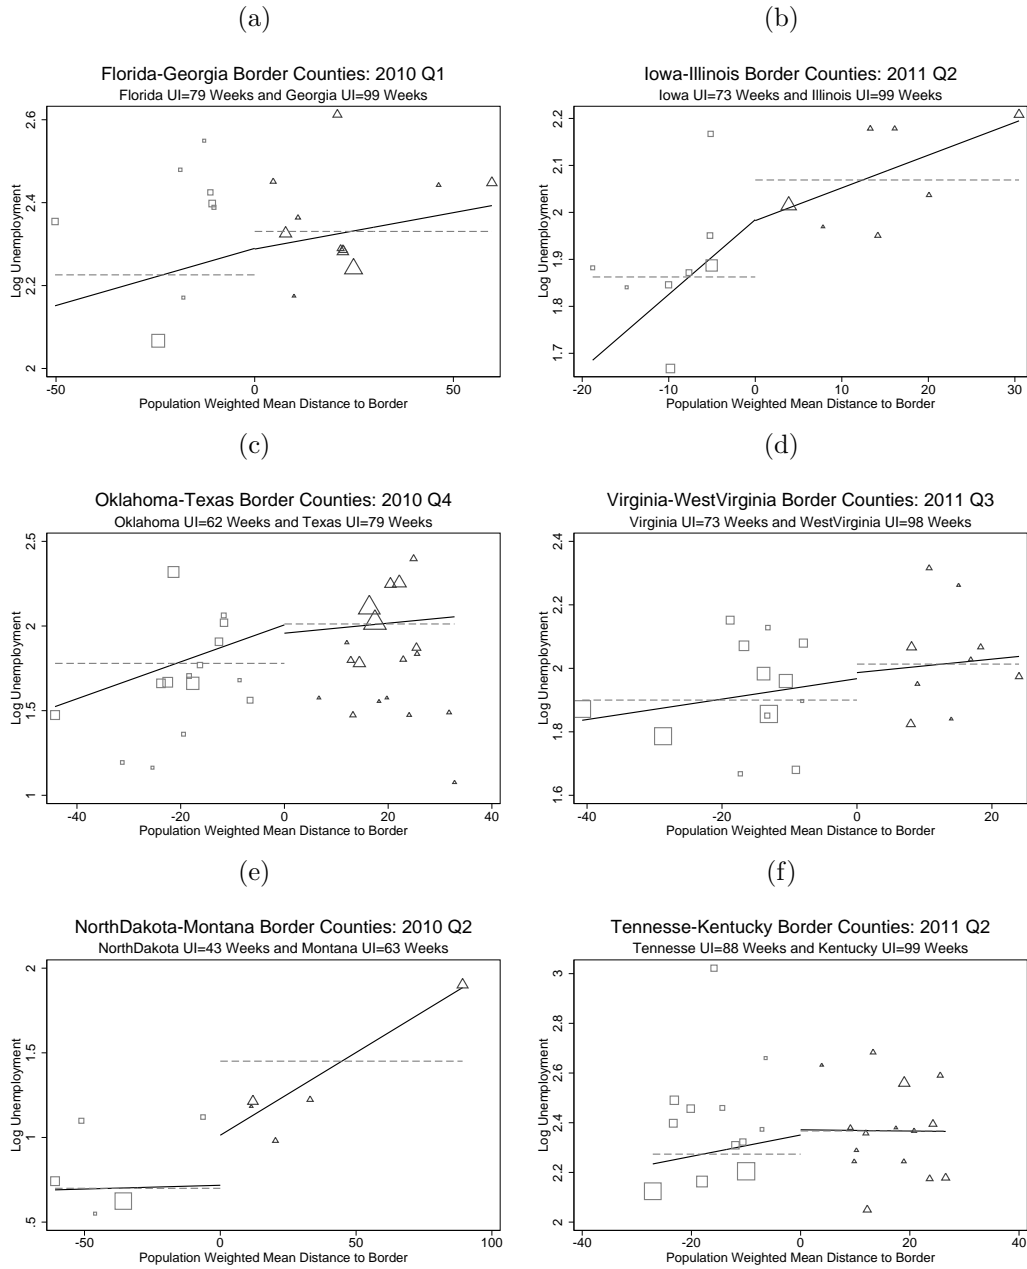 (a)
Florida-Georgia Border Counties: 2010 Q1
Florida UI=79 Weeks and Georgia UI=99 Weeks
Log Unemployment
2.6
2.4
2.2
2
-50
0
50
Population Weighted Mean Distance to Border
(b)
Iowa-Illinois Border Counties: 2011 Q2
Iowa UI=73 Weeks and Illinois UI=99 Weeks
Log Unemployment
2.2
2.1
2
1.9
1.8
1.7
-20
-10
0
10
20
30
Population Weighted Mean Distance to Border
(c)
Oklahoma-Texas Border Counties: 2010 Q4
Oklahoma UI=62 Weeks and Texas UI=79 Weeks
Log Unemployment
2.5
2
1.5
1
-40
-20
0
20
40
Population Weighted Mean Distance to Border
(d)
Virginia-WestVirginia Border Counties: 2011 Q3
Virginia UI=73 Weeks and WestVirginia UI=98 Weeks
Log Unemployment
2.4
2.2
2
1.8
1.6
-40
-20
0
20
Population Weighted Mean Distance to Border
(e)
NorthDakota-Montana Border Counties: 2010 Q2
NorthDakota UI=43 Weeks and Montana UI=63 Weeks
Log Unemployment
2
1.5
1
.5
-50
0
50
100
Population Weighted Mean Distance to Border
(f)
Tennesse-Kentucky Border Counties: 2011 Q2
Tennesse UI=88 Weeks and Kentucky UI=99 Weeks
Log Unemployment
3
2.8
2.6
2.4
2.2
2
-40
-20
0
20
40
Population Weighted Mean Distance to Border